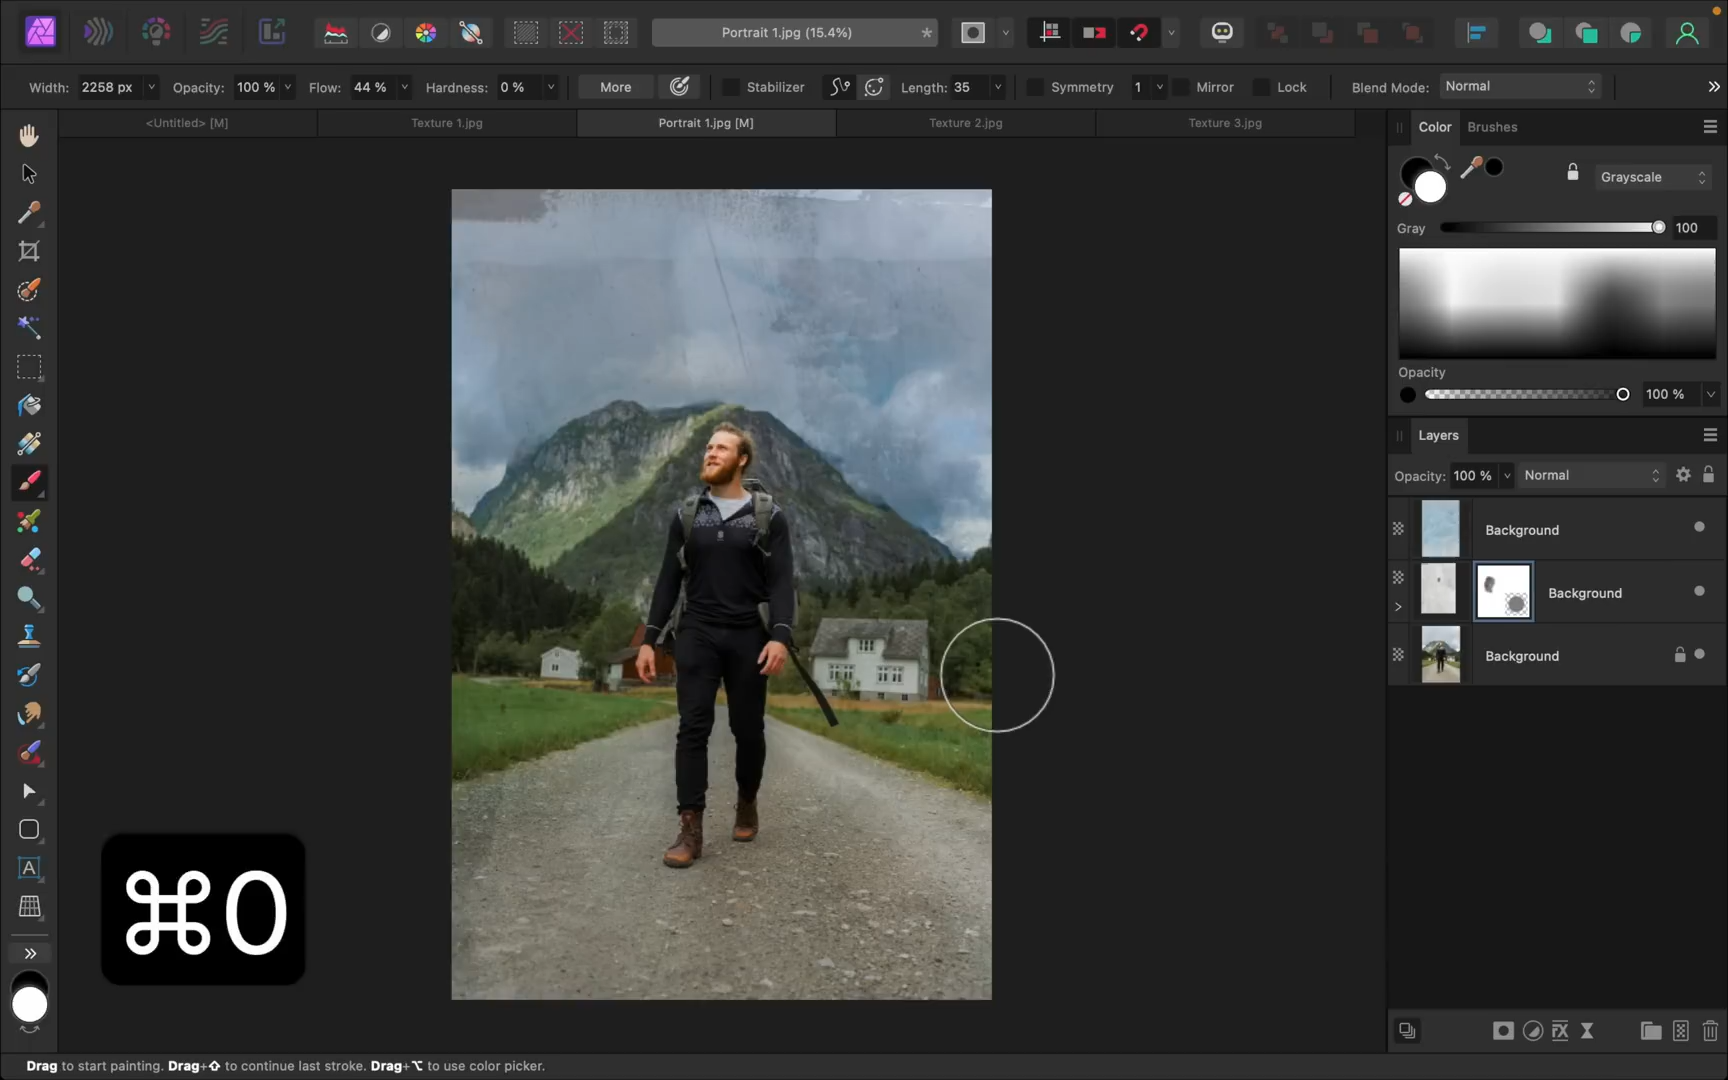 Portrait 1.jpg (15.4%)
*
Width: 2258 px Opacity: 100 % Flow: 44 % Hardness: 0 % More Stabilizer Length: 35 Symmetry 1 Mirror Lock Blend Mode: Normal
<Untitled> [M] Texture 1.jpg Portrait 1.jpg [M] Texture 2.jpg Texture 3.jpg
Color Brushes
Grayscale
Gray 100
Opacity
100 %
Layers
Opacity: 100 % Normal
Background
Background
Background
A
⌘0
FX
Drag to start painting. Drag+⇧ to continue last stroke. Drag+⌥ to use color picker.